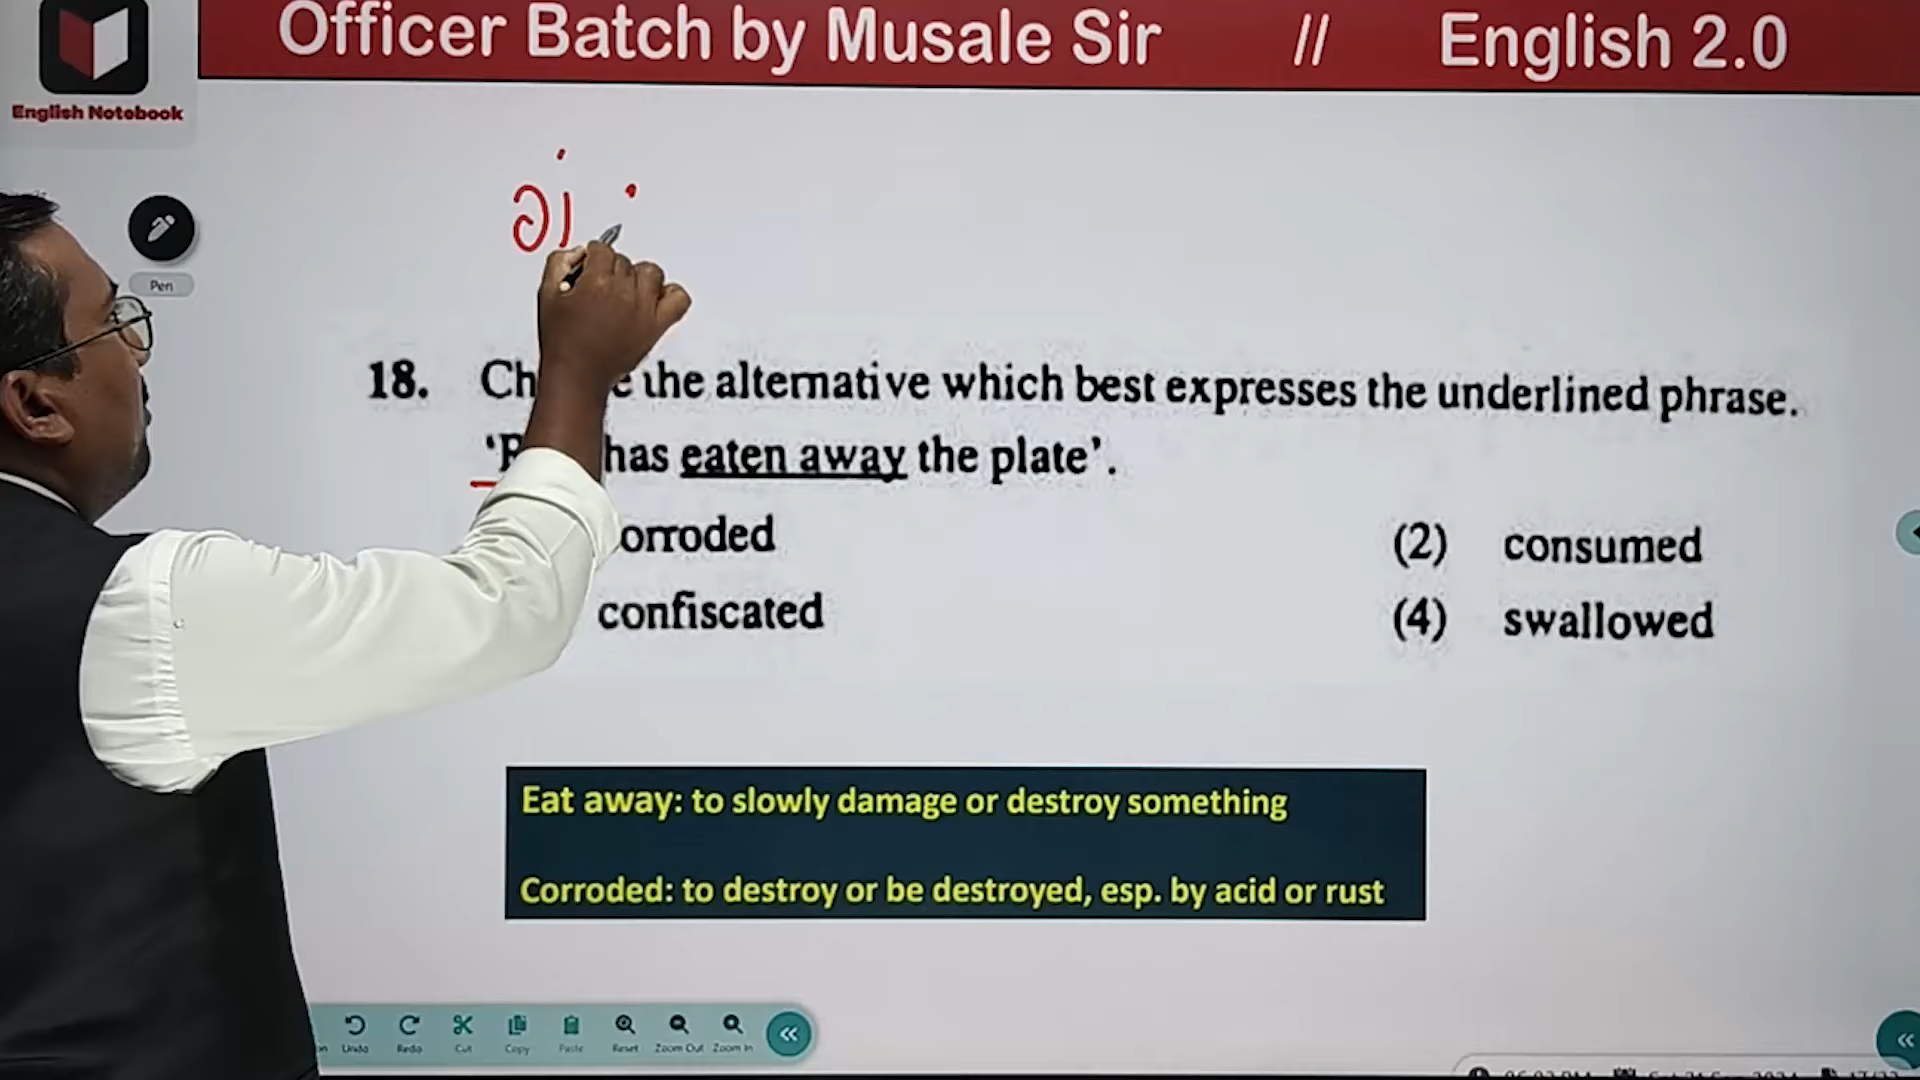 Officer Batch by Musale Sir // English 2.0
English Notebook
Pen
18. the alternative which best expresses the underlined phrase.
has eaten away the plate’.
orroded (2) consumed
confiscated (4) swallowed
Eat away: to slowly damage or destroy something
Corroded: to destroy or be destroyed, esp. by acid or rust
Undo Redo Cut Copy Paste Reset Zoom Out Zoom In